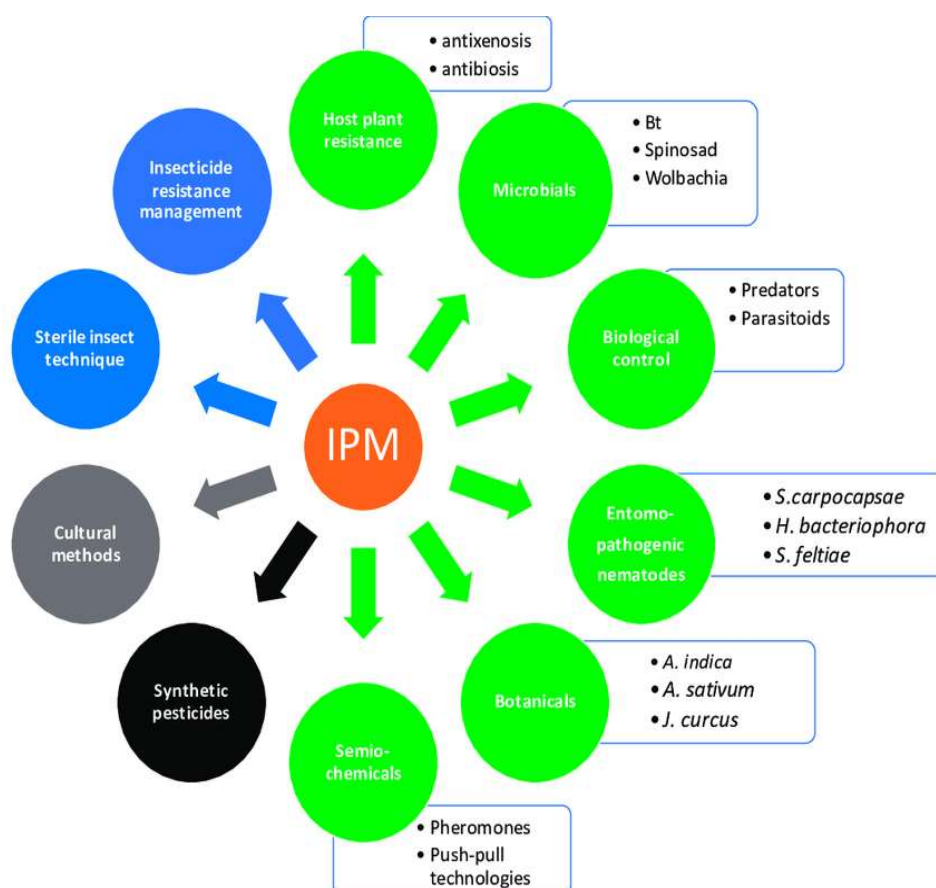 • antixenosis
• antibiosis
Host plant
resistance
• Bt
• Spinosad
• Wolbachia
Microbials
• Predators
• Parasitoids
Biological
control
• S.carpocapsae
• H. bacteriophora
• S. feltiae
Entomo-
pathogenic
nematodes
• A. indica
• A. sativum
• J. curcus
Botanicals
Semio-
chemicals
• Pheromones
• Push-pull
technologies
Synthetic
pesticides
Cultural
methods
Sterile insect
technique
Insecticide
resistance
management
IPM